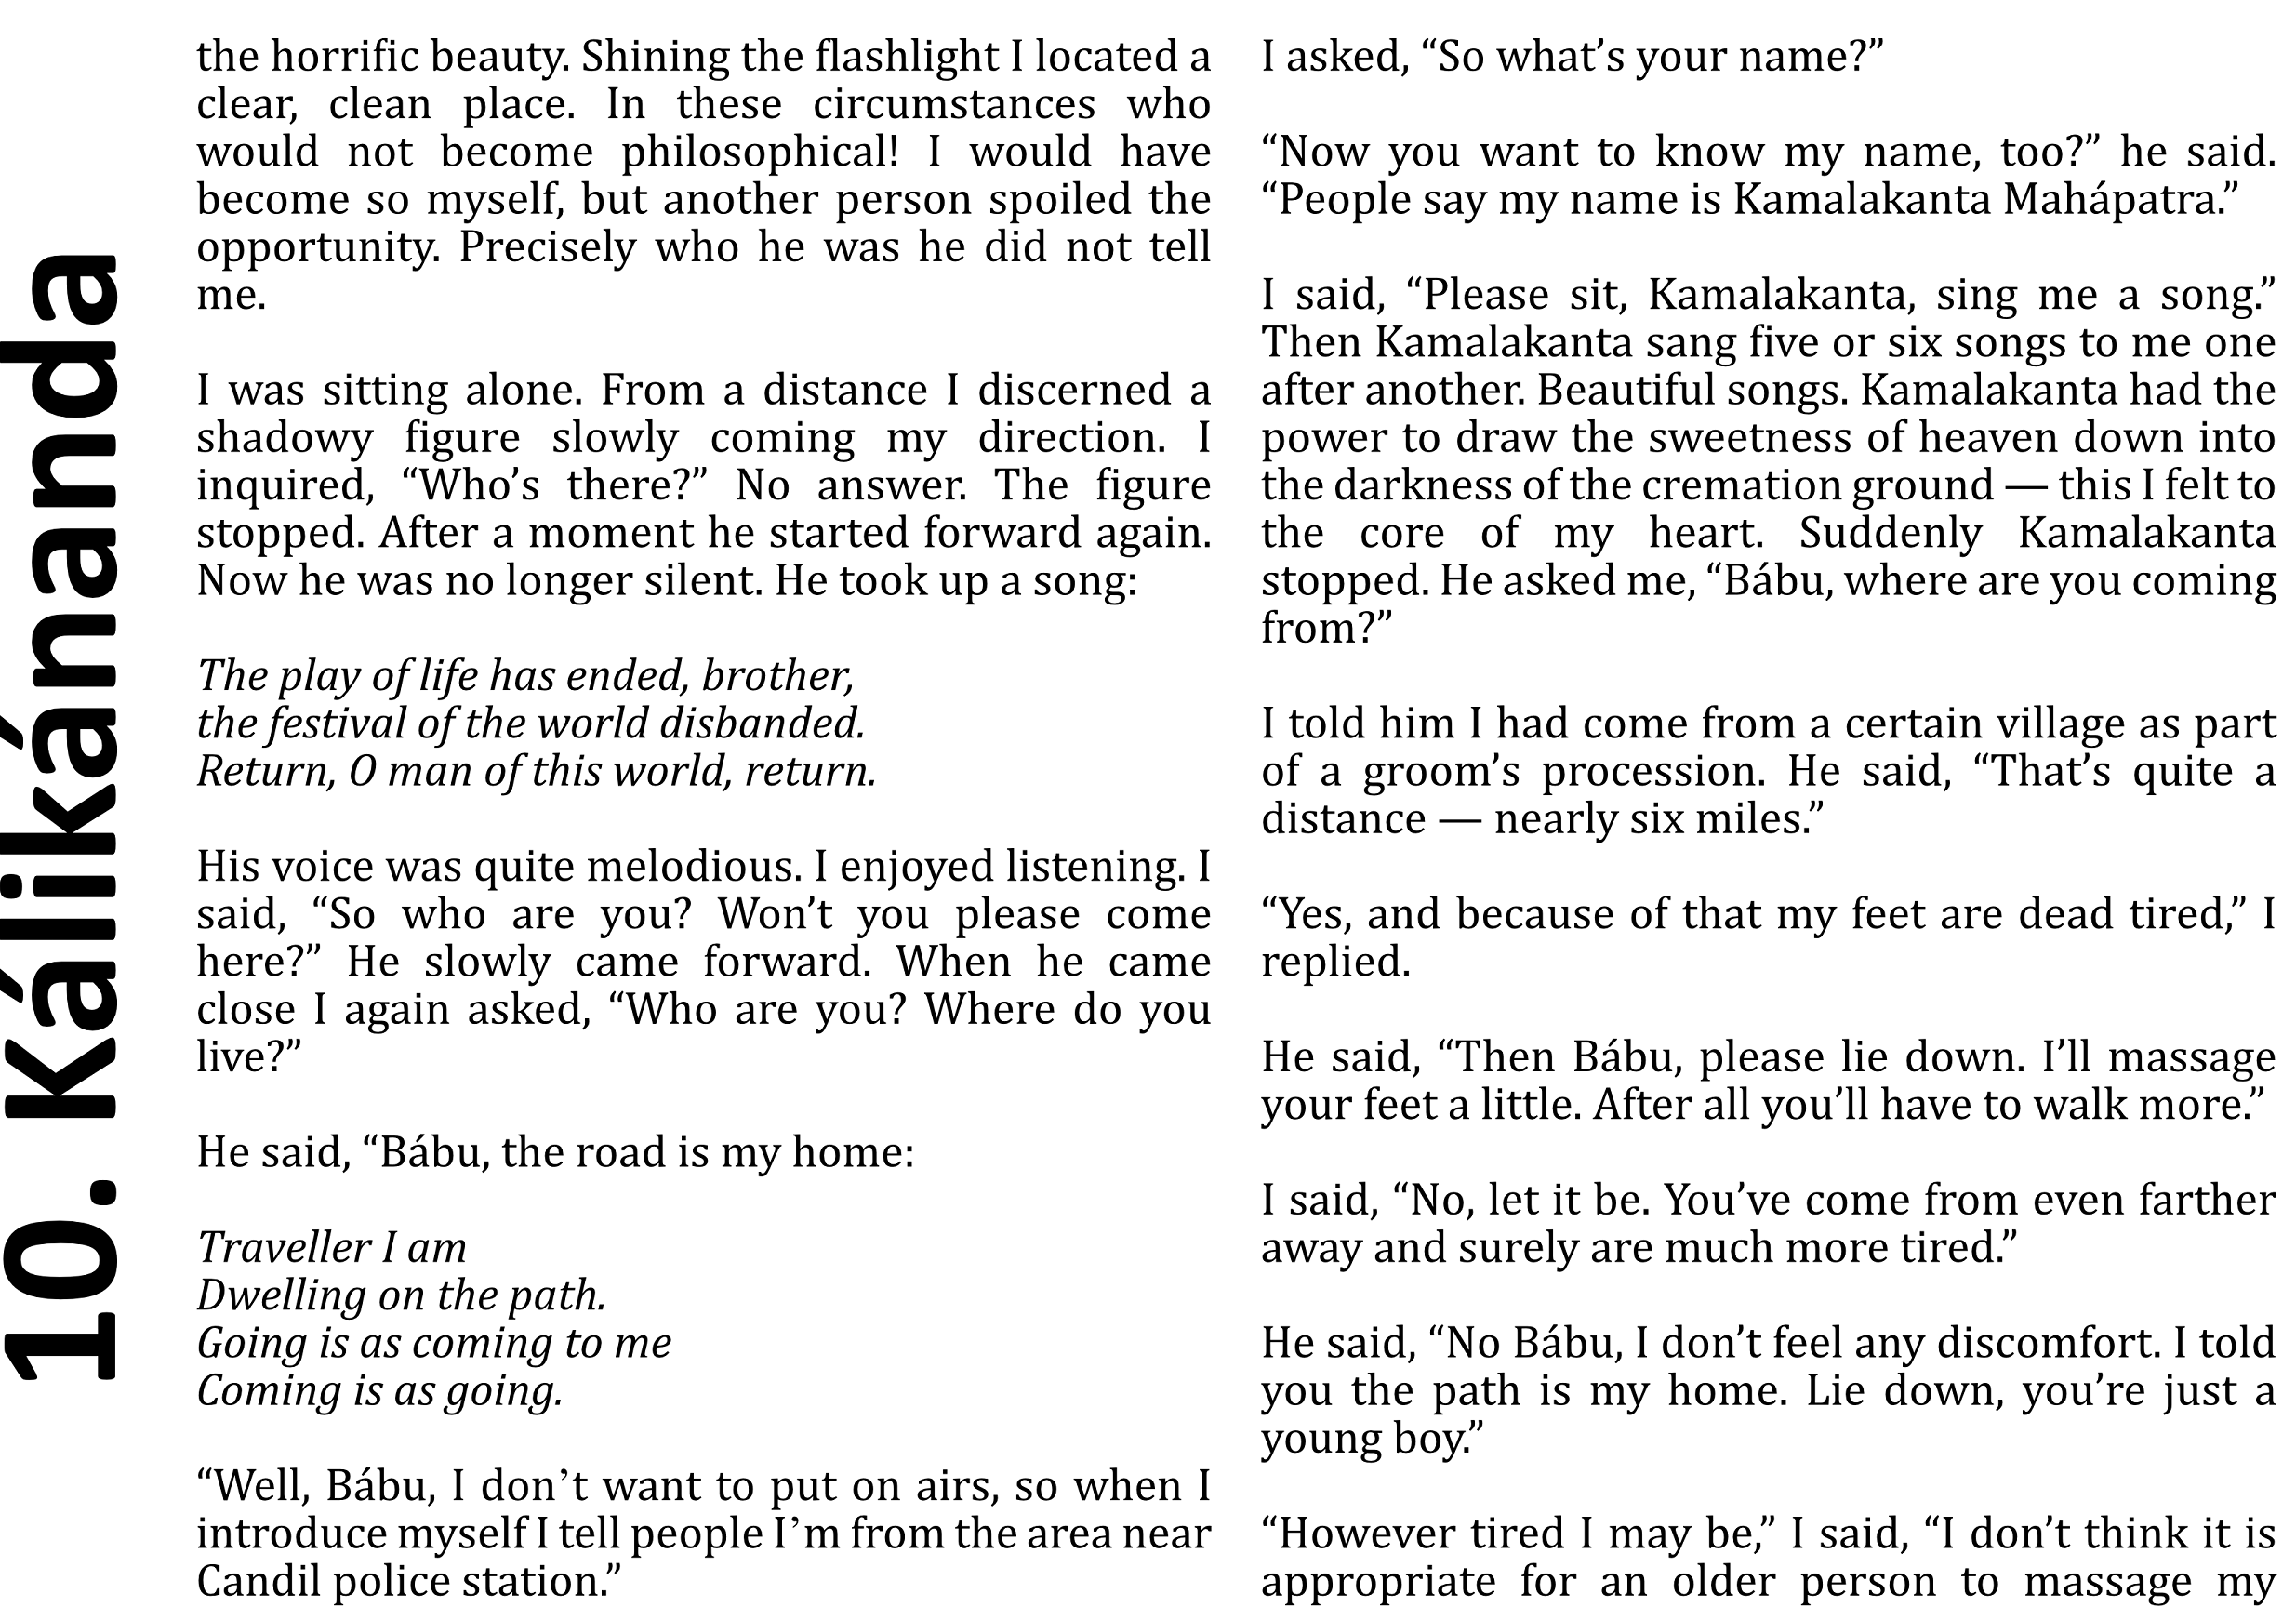 10. Kálikánanda
the horrific beauty. Shining the flashlight I located a
clear, clean place. In these circumstances who
would not become philosophical! I would have
become so myself, but another person spoiled the
opportunity. Precisely who he was he did not tell
me.
I was sitting alone. From a distance I discerned a
shadowy figure slowly coming my direction. I
inquired, “Who’s there?” No answer. The figure
stopped. After a moment he started forward again.
Now he was no longer silent. He took up a song:
The play of life has ended, brother,
the festival of the world disbanded.
Return, O man of this world, return.
His voice was quite melodious. I enjoyed listening. I
said, “So who are you? Won’t you please come
here?” He slowly came forward. When he came
close I again asked, “Who are you? Where do you
live?”
He said, “Bábu, the road is my home:
Traveller I am
Dwelling on the path.
Going is as coming to me
Coming is as going.
“Well, Bábu, I don’t want to put on airs, so when I
introduce myself I tell people I’m from the area near
Candil police station.”
I asked, “So what’s your name?”
“Now you want to know my name, too?” he said.
“People say my name is Kamalakanta Mahápatra.”
I said, “Please sit, Kamalakanta, sing me a song.”
Then Kamalakanta sang five or six songs to me one
after another. Beautiful songs. Kamalakanta had the
power to draw the sweetness of heaven down into
the darkness of the cremation ground — this I felt to
the core of my heart. Suddenly Kamalakanta
stopped. He asked me, “Bábu, where are you coming
from?”
I told him I had come from a certain village as part
of a groom’s procession. He said, “That’s quite a
distance — nearly six miles.”
“Yes, and because of that my feet are dead tired,” I
replied.
He said, “Then Bábu, please lie down. I’ll massage
your feet a little. After all you’ll have to walk more.”
I said, “No, let it be. You’ve come from even farther
away and surely are much more tired.”
He said, “No Bábu, I don’t feel any discomfort. I told
you the path is my home. Lie down, you’re just a
young boy.”
“However tired I may be,” I said, “I don’t think it is
appropriate for an older person to massage my